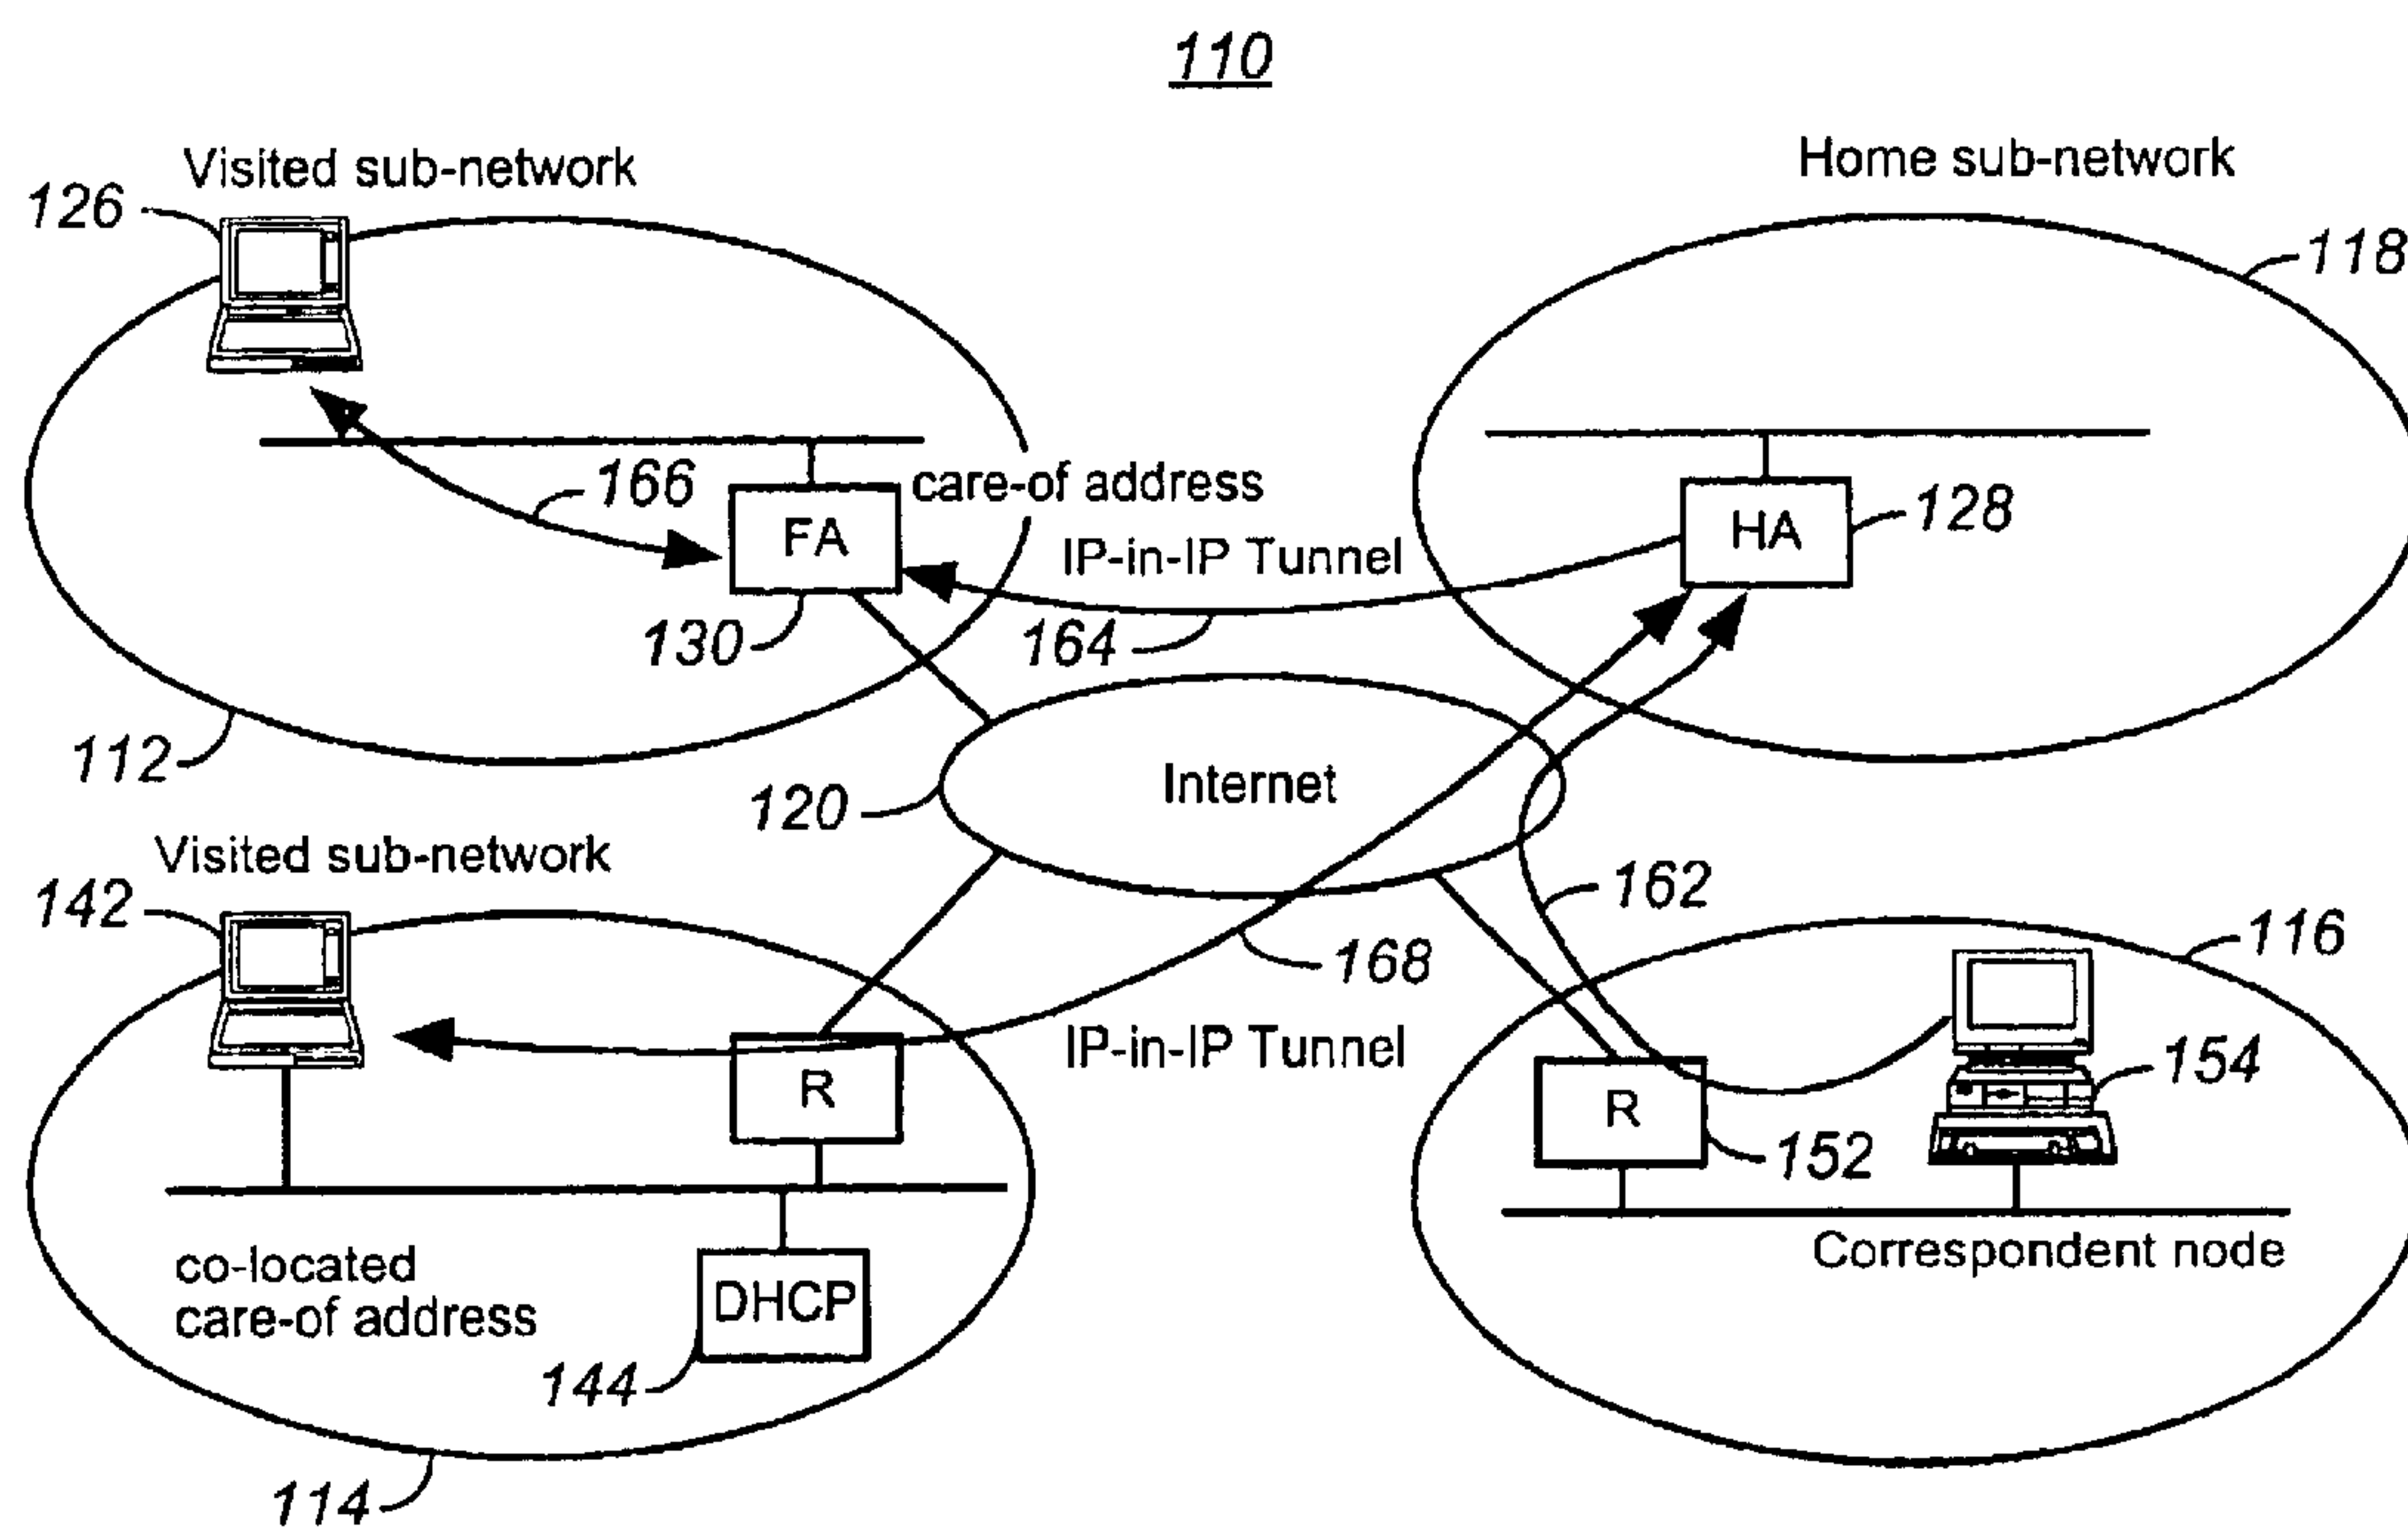 110
Visited sub-network
Home sub-network
126
118
166
care-of address
FA
HA
128
IP-in-IP Tunnel
130
164
112
120
Internet
Visited sub-network
142
162
116
168
IP-in-IP Tunnel
R
R
154
152
co-located
care-of address
DHCP
Correspondent node
144
114